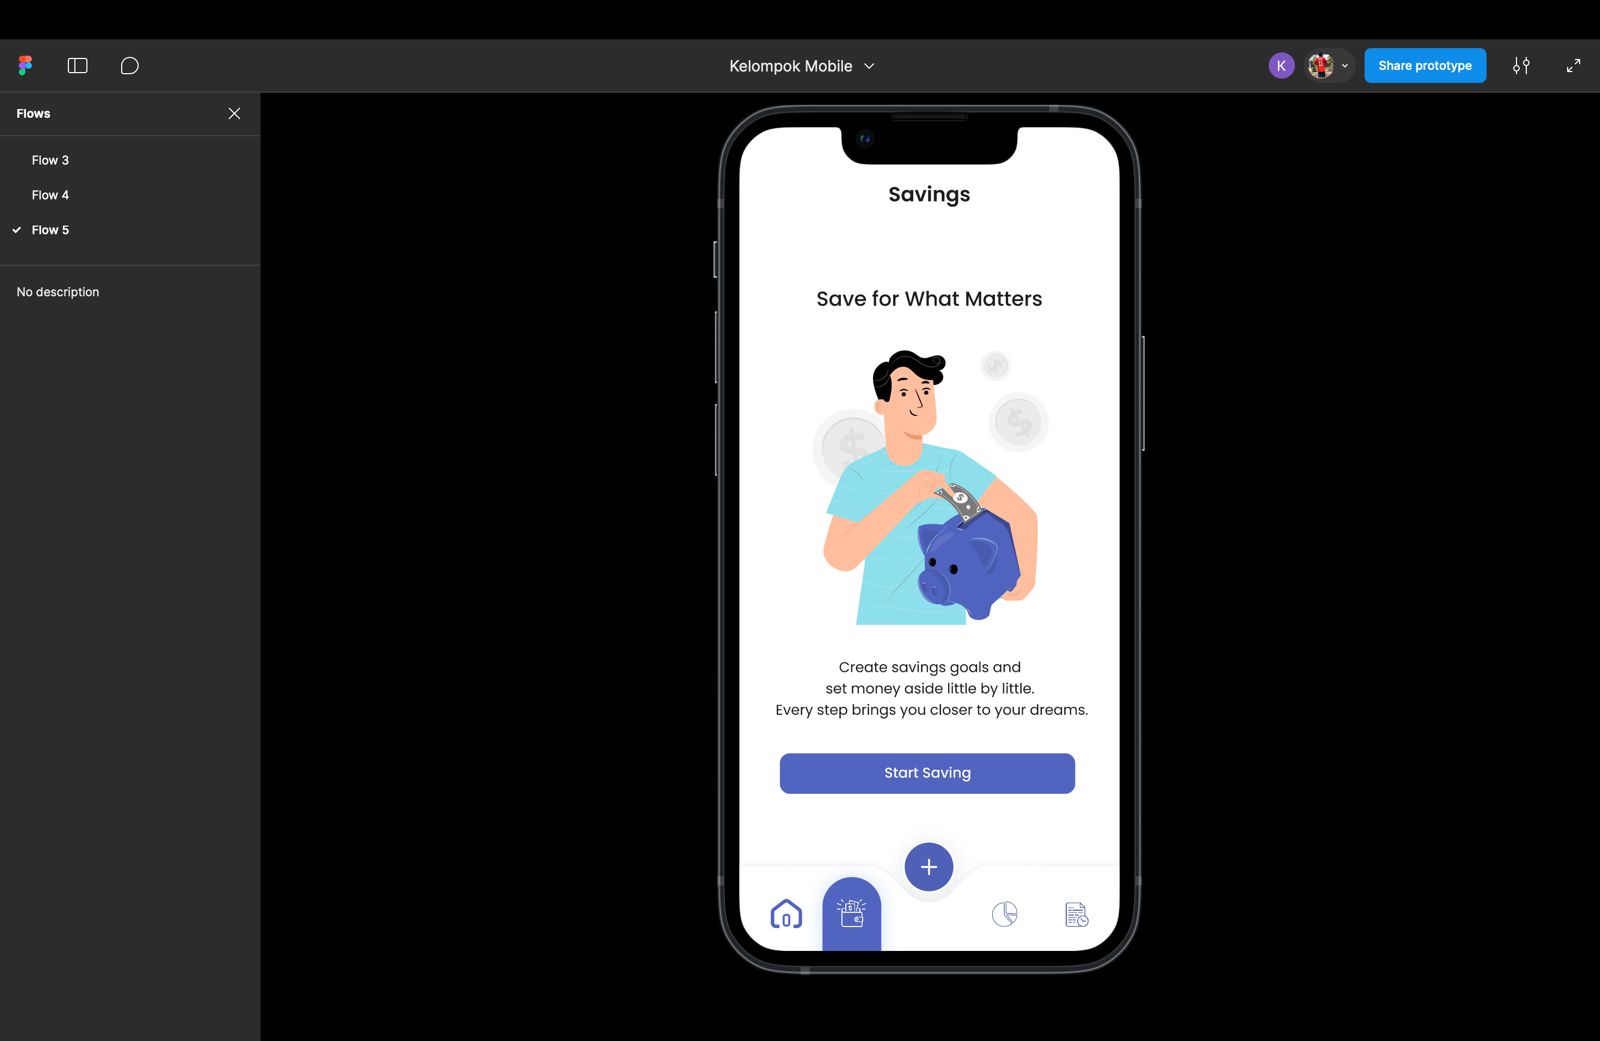 Kelompok Mobile
K
Share prototype
Flows
Flow 3
Flow 4
Flow 5
No description
Savings
Save for What Matters
$
$
$
$
Create savings goals and
set money aside little by little.
Every step brings you closer to your dreams.
Start Saving
+
$